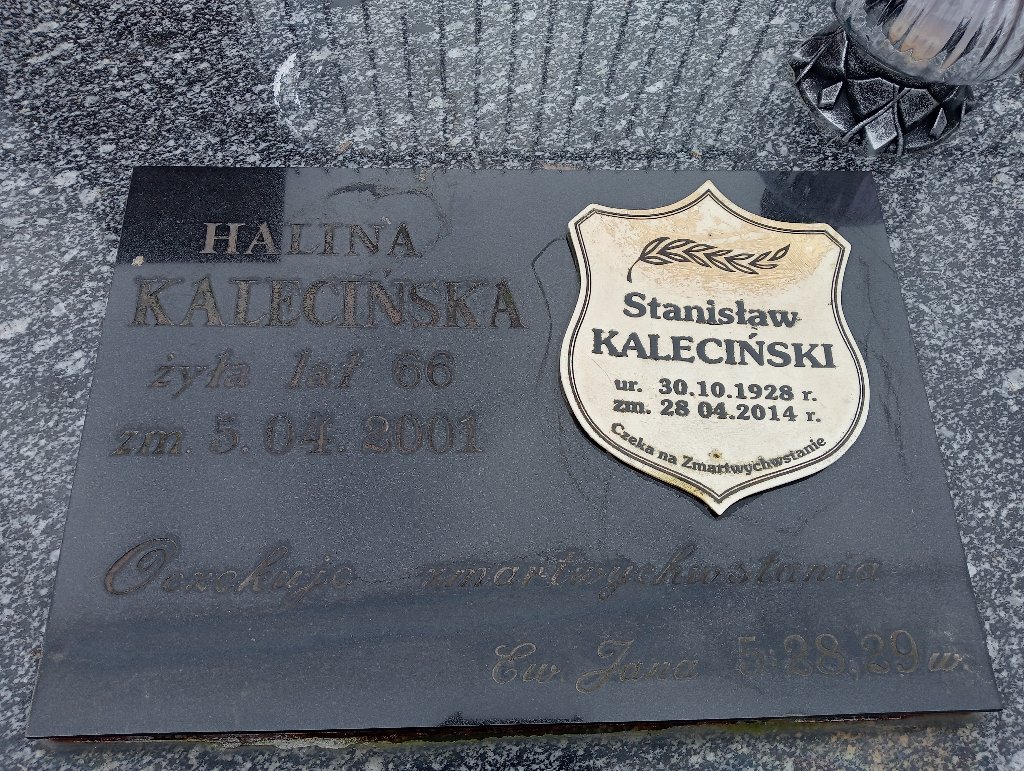 HALINA
KALECIŃSKA
żyła lat 66
zm. 5.04.2001
Stanisław
KALECIŃSKI
ur. 30.10.1928 r.
zm. 28 04.2014 r.
Czeka na Zmartwychwstanie
Oczekuje zmartwychwstania
Ew. Jana 5:28,29 w.